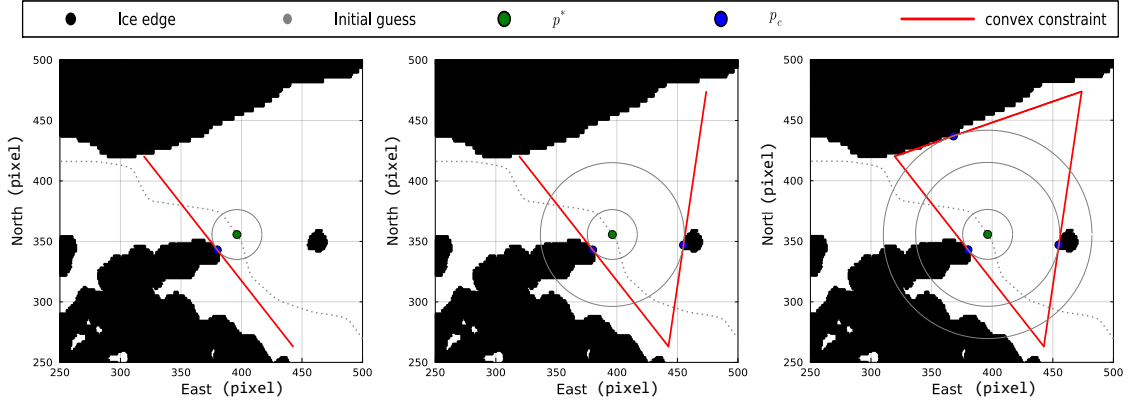 Ice edge Initial guess p* p_c convex constraint
500 500 500
450 450 450
400 400 400
350 350 350
300 300 300
250 250 250
North (pixel) North (pixel) North (pixel)
250 300 350 400 450 500 250 300 350 400 450 500 250 300 350 400 450 500
East (pixel) East (pixel) East (pixel)